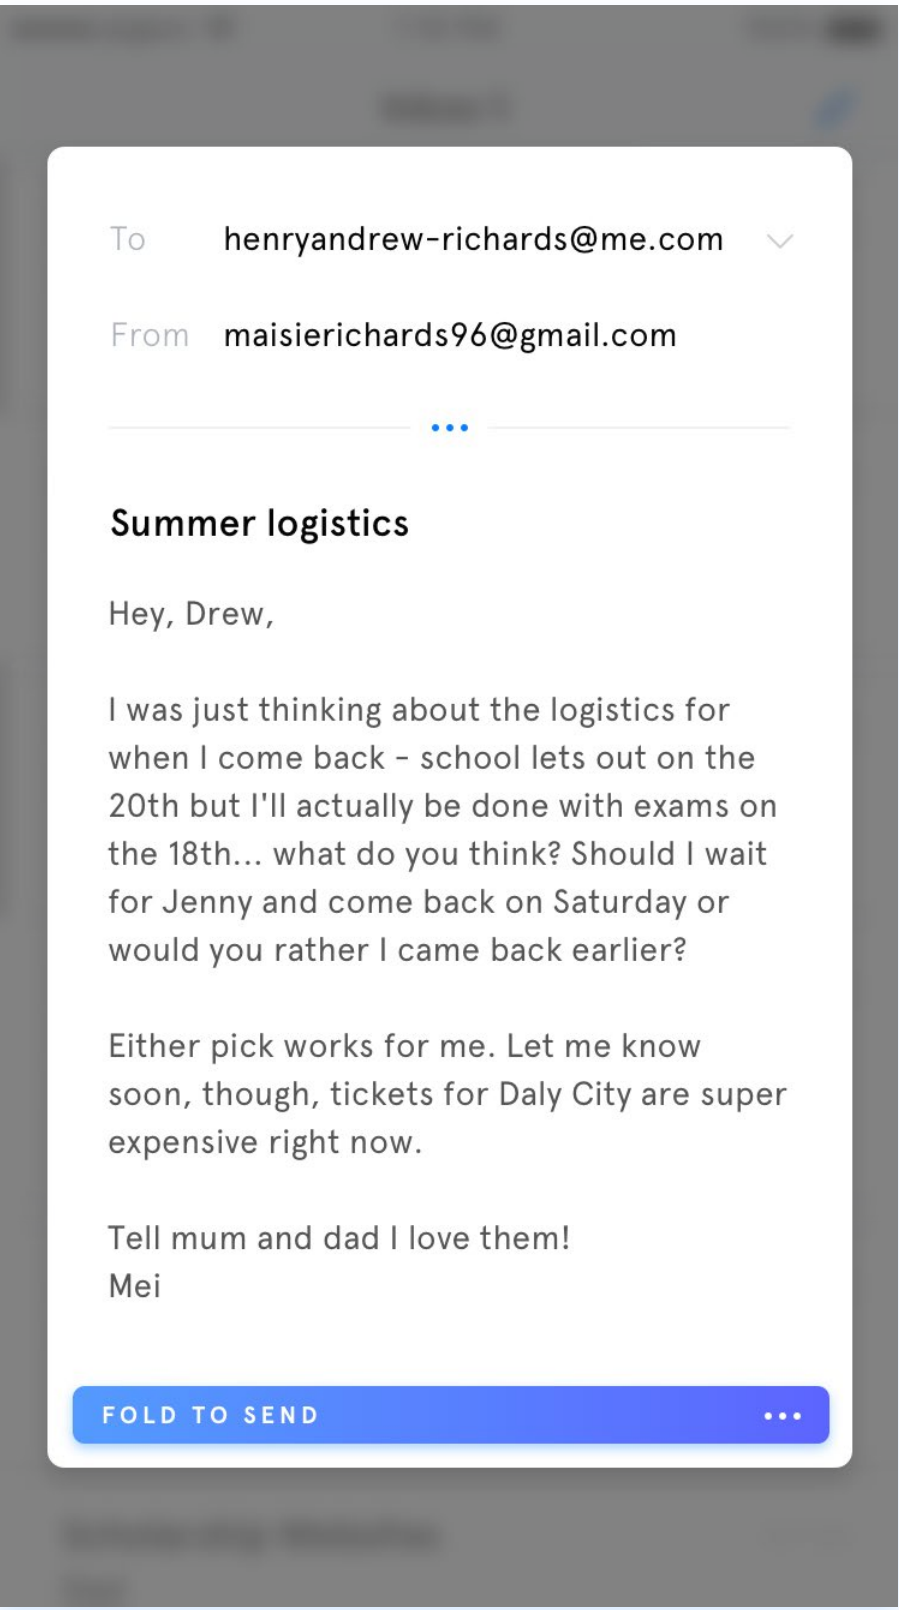 To henryandrew-richards@me.com
From maisierichards96@gmail.com
Summer logistics
Hey, Drew,
I was just thinking about the logistics for
when I come back - school lets out on the
20th but I'll actually be done with exams on
the 18th... what do you think? Should I wait
for Jenny and come back on Saturday or
would you rather I came back earlier?
Either pick works for me. Let me know
soon, though, tickets for Daly City are super
expensive right now.
Tell mum and dad I love them!
Mei
FOLD TO SEND